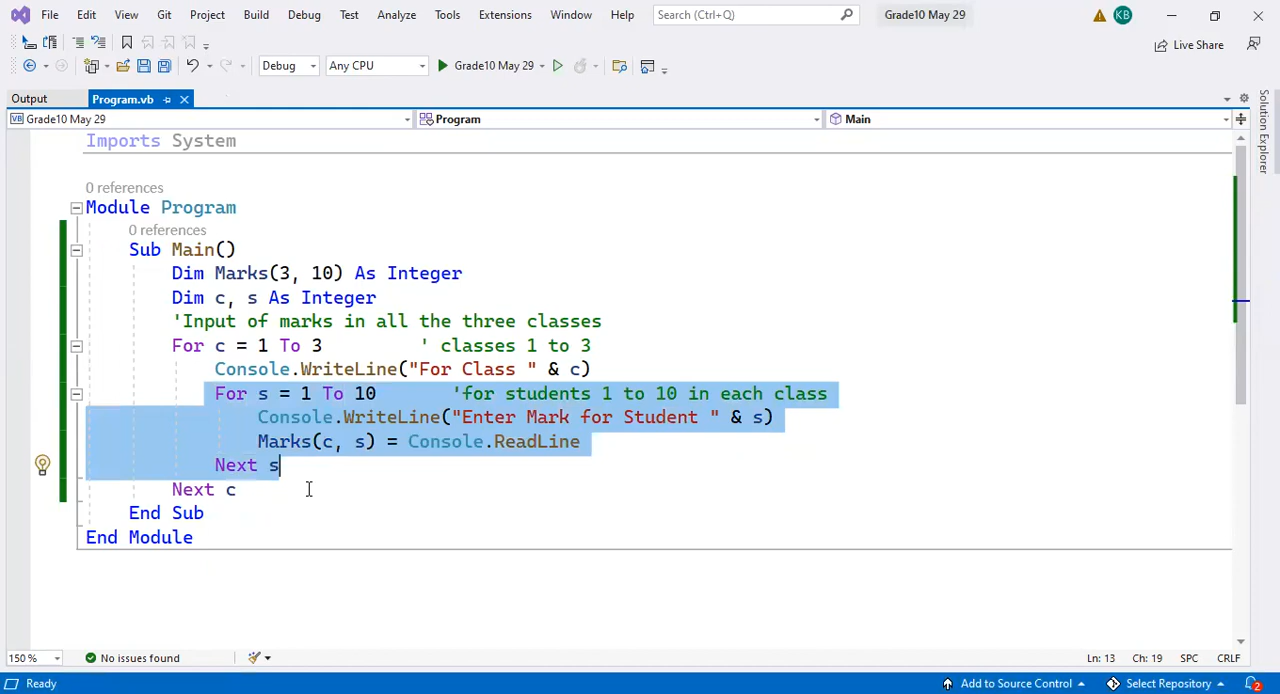 File Edit View Git Project Build Debug Test Analyze Tools Extensions Window Help Search (Ctrl+Q) Grade10 May 29 KB
Live Share
Debug Any CPU Grade10 May 29
Output Program.vb
VB Grade10 May 29 Program Main
Solution Explorer
Imports System
0 references
Module Program
0 references
Sub Main()
Dim Marks(3, 10) As Integer
Dim c, s As Integer
'Input of marks in all the three classes
For c = 1 To 3 ' classes 1 to 3
Console.WriteLine("For Class " & c)
For s = 1 To 10 'for students 1 to 10 in each class
Console.WriteLine("Enter Mark for Student " & s)
Marks(c, s) = Console.ReadLine
Next s
Next c
End Sub
End Module
150 % No issues found Ln: 13 Ch: 19 SPC CRLF
Ready Add to Source Control Select Repository 2